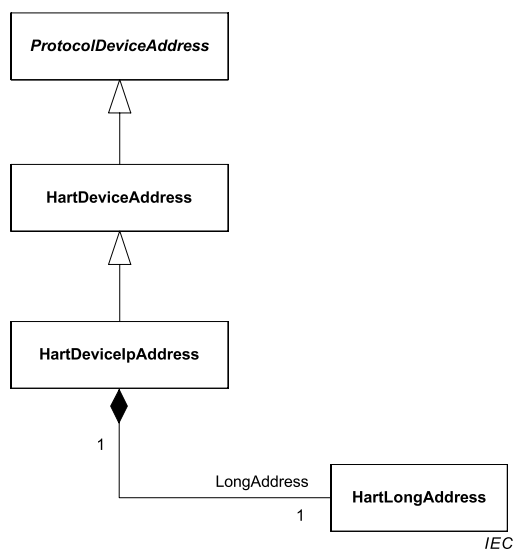 ProtocolDeviceAddress
HartDeviceAddress
HartDeviceIpAddress
1
LongAddress
1
HartLongAddress
IEC